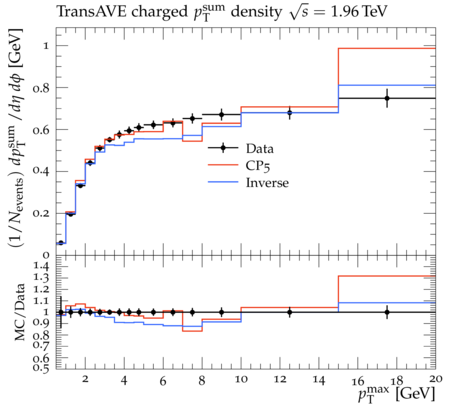 TransAVE charged p_T^sum density √s = 1.96 TeV
(1/N_events) dp_T^sum/dη dϕ [GeV]
1
0.8
0.6
0.4
0.2
0
Data
CP5
Inverse
MC/Data
1.4
1.3
1.2
1.1
1
0.9
0.8
0.7
0.6
0.5
2 4 6 8 10 12 14 16 18 20
p_T^max [GeV]